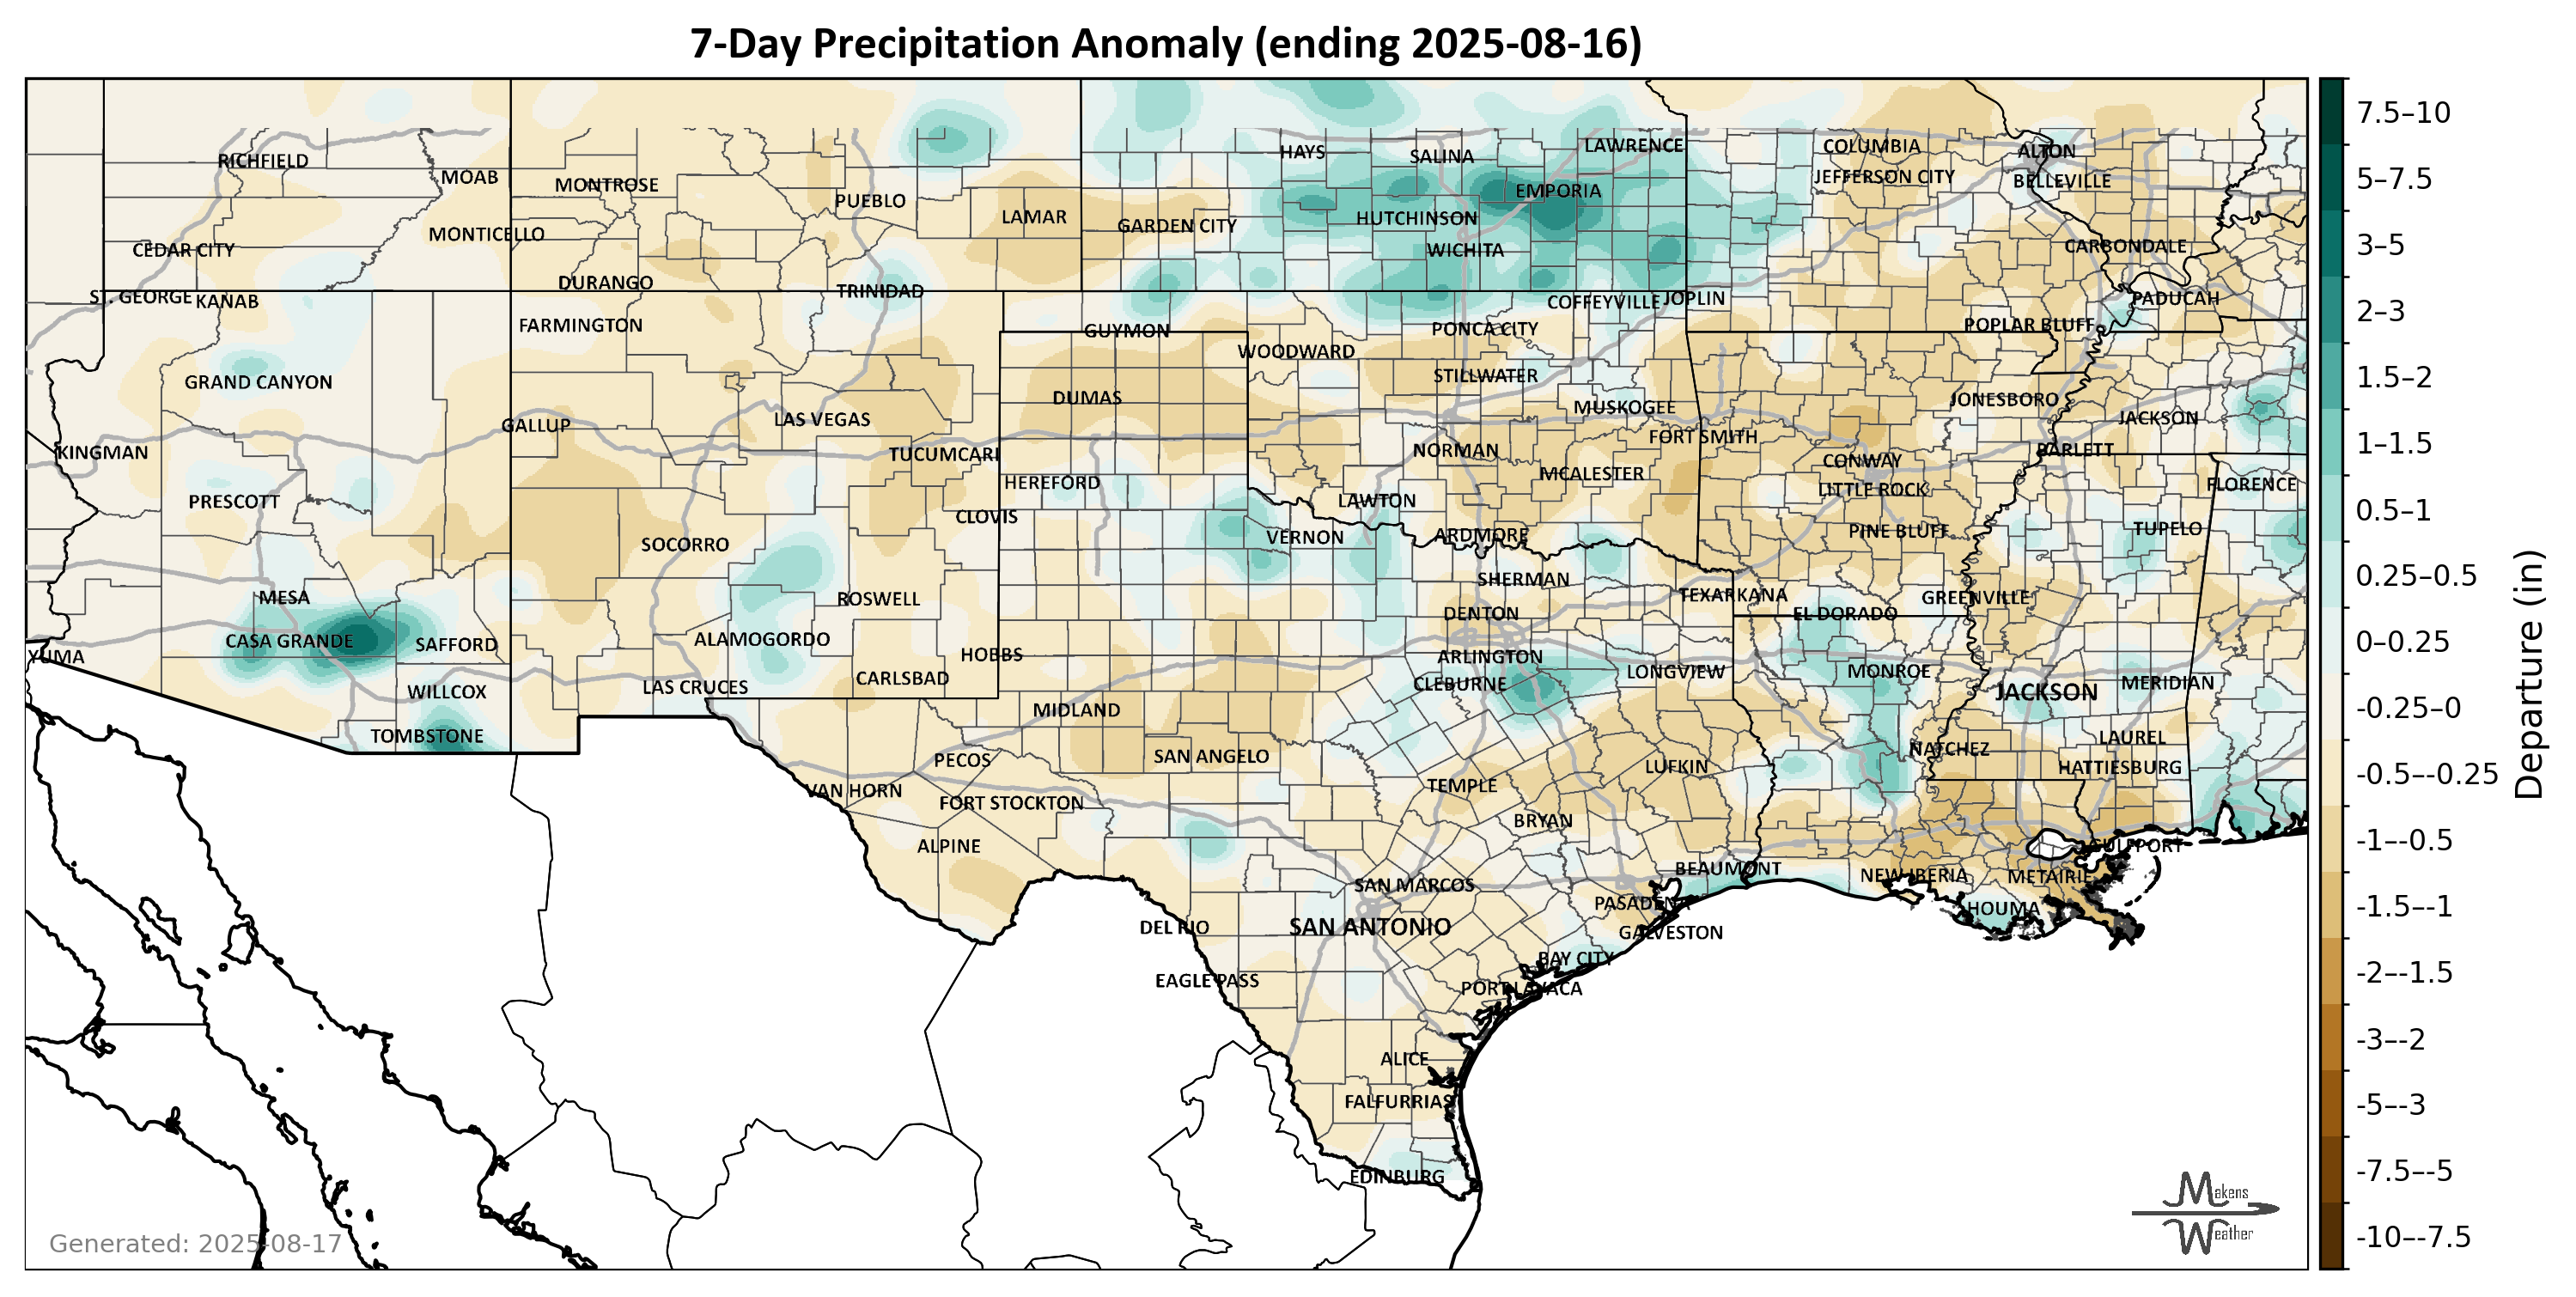 7-Day Precipitation Anomaly (ending 2025-08-16)
HAYS
SALINA
LAWRENCE
COLUMBIA
ALTON
RICHFIELD
MOAB
MONTROSE
PUEBLO
LAMAR
EMPORIA
JEFFERSON CITY
BELLEVILLE
GARDEN CITY
HUTCHINSON
MONTICELLO
CEDAR CITY
WICHITA
CARBONDALE
DURANGO
TRINIDAD
ST. GEORGE
KANAB
COFFEYVILLE
JOPLIN
PADUCAH
FARMINGTON
GUYMON
PONCA CITY
POPLAR BLUFF
WOODWARD
GRAND CANYON
STILLWATER
DUMAS
MUSKOGEE
JONESBORO
GALLUP
LAS VEGAS
JACKSON
KINGMAN
TUCUMCARI
NORMAN
FORT SMITH
BARLETT
CONWAY
MCALESTER
HEREFORD
LITTLE ROCK
FLORENCE
PRESCOTT
LAWTON
CLOVIS
VERNON
ARDMORE
PINE BLUFF
TUPELO
SOCORRO
SHERMAN
MESA
ROSWELL
TEXARKANA
GREENVILLE
DENTON
EL DORADO
CASA GRANDE
SAFFORD
ALAMOGORDO
YUMA
HOBBS
ARLINGTON
LONGVIEW
MONROE
CARLSBAD
CLEBURNE
MERIDIAN
WILLCOX
LAS CRUCES
JACKSON
MIDLAND
TOMBSTONE
NATCHEZ
LAUREL
PECOS
SAN ANGELO
LUFKIN
HATTIESBURG
VAN HORN
FORT STOCKTON
TEMPLE
BRYAN
ALPINE
GULFPORT
BEAUMONT
SAN MARCOS
NEW IBERIA
METAIRIE
PASADENA
HOUMA
DEL RIO
SAN ANTONIO
GALVESTON
BAY CITY
EAGLE PASS
PORT LAVACA
ALICE
FALFURRIAS
EDINBURG
Generated: 2025-08-17
Makens
Weather
7.5–10
5–7.5
3–5
2–3
1.5–2
1–1.5
0.5–1
0.25–0.5
0–0.25
-0.25–0
-0.5–-0.25
-1–-0.5
-1.5–-1
-2–-1.5
-3–-2
-5–-3
-7.5–-5
-10–-7.5
Departure (in)